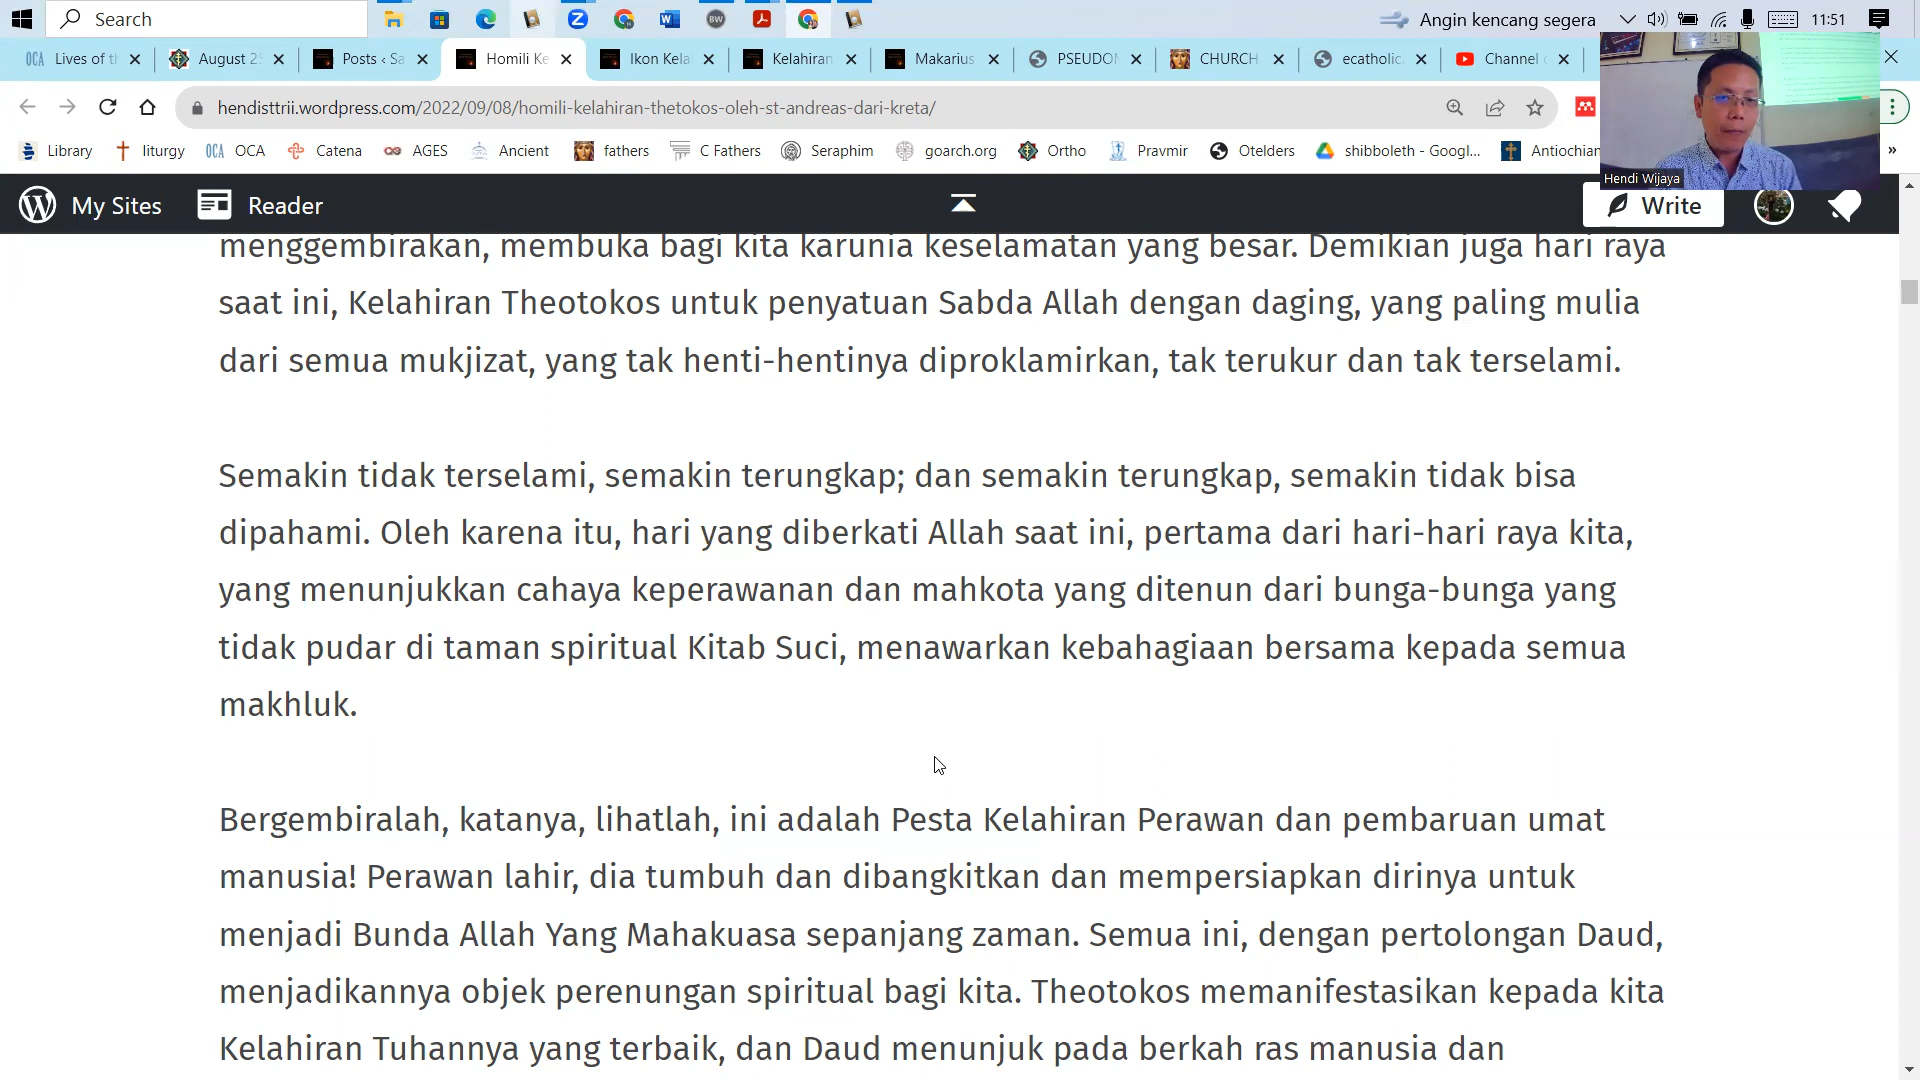 Search
Angin kencang segera
11:51
OCA Lives of t
August 2
Posts ‹ Sa
Homili Ke
Ikon Kela
Kelahiran
Makarius
PSEUDO
CHURCH
ecatholic
Channel
hendisttrii.wordpress.com/2022/09/08/homili-kelahiran-thetokos-oleh-st-andreas-dari-kreta/
Library
liturgy
OCA OCA
Catena
AGES
Ancient
fathers
C Fathers
Seraphim
goarch.org
Ortho
Pravmir
Otelders
shibboleth - Googl...
Antiochian
»
Hendi Wijaya
My Sites
Reader
Write
menggembirakan, membuka bagi kita karunia keselamatan yang besar. Demikian juga hari raya
saat ini, Kelahiran Theotokos untuk penyatuan Sabda Allah dengan daging, yang paling mulia
dari semua mukjizat, yang tak henti-hentinya diproklamirkan, tak terukur dan tak terselami.
Semakin tidak terselami, semakin terungkap; dan semakin terungkap, semakin tidak bisa
dipahami. Oleh karena itu, hari yang diberkati Allah saat ini, pertama dari hari-hari raya kita,
yang menunjukkan cahaya keperawanan dan mahkota yang ditenun dari bunga-bunga yang
tidak pudar di taman spiritual Kitab Suci, menawarkan kebahagiaan bersama kepada semua
makhluk.
Bergembiralah, katanya, lihatlah, ini adalah Pesta Kelahiran Perawan dan pembaruan umat
manusia! Perawan lahir, dia tumbuh dan dibangkitkan dan mempersiapkan dirinya untuk
menjadi Bunda Allah Yang Mahakuasa sepanjang zaman. Semua ini, dengan pertolongan Daud,
menjadikannya objek perenungan spiritual bagi kita. Theotokos memanifestasikan kepada kita
Kelahiran Tuhannya yang terbaik, dan Daud menunjuk pada berkah ras manusia dan